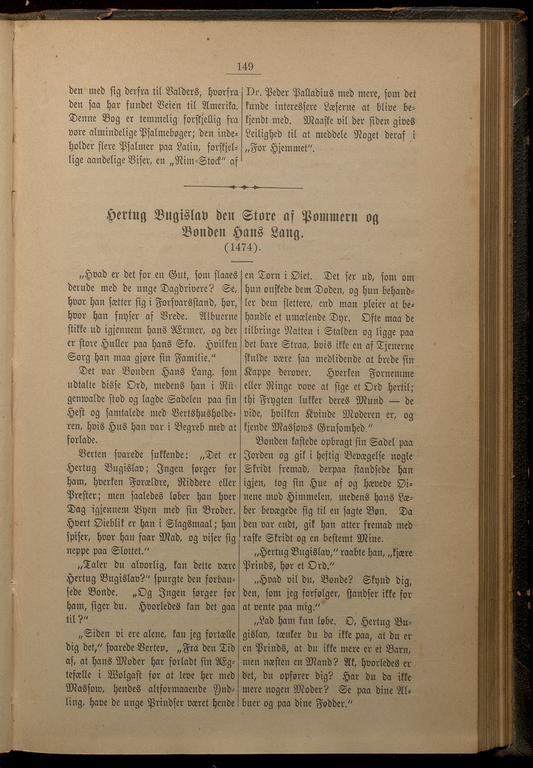 149
den med sig derfra til Valders, hvorfra
den saa har fundet Veien til Amerika.
Denne Bog er temmelig forskjellig fra
vore almindelige Psalmebøger; den inde-
holder flere Psalmer paa Latin, forskjel-
lige aandelige Viser, en „Rim-Stock“ af
Dr. Peder Palladius med mere, som det
kunde interessere Læserne at blive be-
kjendt med. Maaske vil der siden gives
Leilighed til at meddele Noget deraf i
„For Hjemmet“.
Hertug Bugislav den Store af Pommern og
Bonden Hans Lang.
(1474).
„Hvad er det for en Gut, som slaaes
derude med de unge Dagdrivere? Se,
hvor han sætter sig i Forsvarsstand, hør,
hvor han snyser af Vrede. Albuerne
stikke ud igjennem hans Ærmer, og der
er store Huller paa hans Sko. Hvilken
Sorg han maa gjøre sin Familie.“
Det var Bonden Hans Lang, som
udtalte disse Ord, medens han i Rü-
genwalde stod og lagde Sadelen paa sin
Hest og samtalede med Vertshusholde-
ren, hvis Hus han var i Begreb med at
forlade.
Verten svarede sukkende: „Det er
Hertug Bugislav; Ingen sørger for
ham, hverken Forældre, Riddere eller
Prester; men saaledes løber han hver
Dag igjennem Byen med sin Broder.
Hvert Øieblik er han i Slagsmaal; han
spiser, hvor han faar Mad, og viser sig
neppe paa Slottet.“
„Taler du alvorlig, kan dette være
Hertug Bugislav?“ spurgte den forbau-
sede Bonde. „Og Ingen sørger for
ham, siger du. Hvorledes kan det gaa
til?“
„Siden vi ere alene, kan jeg fortælle
dig det,“ svarede Verten. „Fra den Tid
af, at hans Moder har forladt sin Æg-
tefælle i Wolgast for at leve her med
Massow, hendes altformaaende Ynd-
ling, have de unge Prindser været hende
en Torn i Øiet. Det ser ud, som om
hun ønskede dem Døden, og hun behand-
ler dem slettere, end man pleier at be-
handle et umælende Dyr. Ofte maa de
tilbringe Natten i Stalden og ligge paa
det bare Straa, hvis ikke en af Tjenerne
skulde være saa medlidende at brede sin
Kappe derover. Hverken Fornemme
eller Ringe vove at sige et Ord hertil;
thi Frygten lukker deres Mund — de
vide, hvilken Kvinde Moderen er, og
kjende Massows Grusomhed.“
Bonden kastede opbragt sin Sadel paa
Jorden og gik i heftig Bevægelse nogle
Skridt fremad, derpaa standsede han
igjen, tog sin Hue af og hævede Øi-
nene mod Himmelen, medens hans Læ-
ber bevægede sig til en sagte Bøn. Da
den var endt, gik han atter fremad med
raske Skridt og en bestemt Mine.
„Hertug Bugislav,“ raabte han, „kjære
Prinds, hør et Ord.“
„Hvad vil du, Bonde? Skynd dig,
den, som jeg forfølger, standser ikke for
at vente paa mig.“
„Lad ham kun løbe. O, Hertug Bu-
gislav, tænker du da ikke paa, at du er
en Prinds, at du ikke mere er et Barn,
men næsten en Mand? Ak, hvorledes er
det, du opfører dig? Har du da ikke
mere nogen Moder? Se paa dine Al-
buer og paa dine Fødder.“